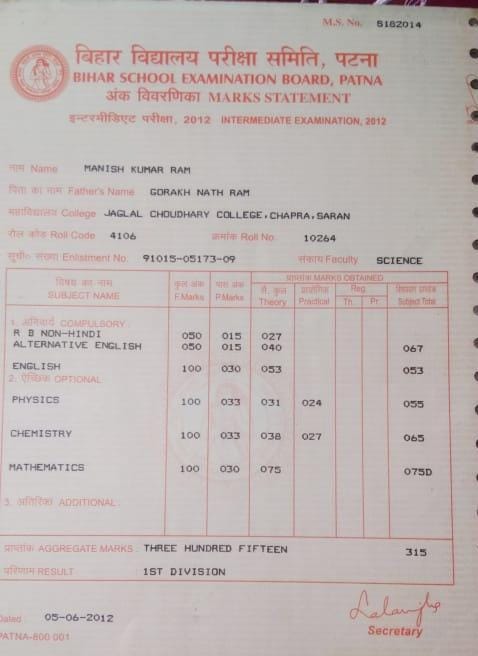 M.S. No. 5162014
बिहार विद्यालय परीक्षा समिति, पटना
BIHAR SCHOOL EXAMINATION BOARD, PATNA
अंक विवरणिका MARKS STATEMENT
इन्टरमीडिएट परीक्षा, 2012 INTERMEDIATE EXAMINATION, 2012
नाम Name MANISH KUMAR RAM
पिता का नाम Father's Name GORAKH NATH RAM
महाविद्यालय College JAGLAL CHOUDHARY COLLEGE,CHAPRA,SARAN
रौल कोड Roll Code 4106 क्रमांक Roll No. 10264
सूची० संख्या Enlistment No. 91015-05173-09 संकाय Faculty SCIENCE
विषय का नाम कुल अंक पास अंक प्राप्तांक MARKS OBTAINED
SUBJECT NAME F.Marks P.Marks सै. कुल Theory प्रायोगिक Practical Reg. Th. Pr. Subject Total
1. अनिवार्य COMPULSORY :
R B NON-HINDI 050 015 027
ALTERNATIVE ENGLISH 050 015 040 067
ENGLISH 100 030 053 053
2. ऐच्छिक OPTIONAL
PHYSICS 100 033 031 024 055
CHEMISTRY 100 033 038 027 065
MATHEMATICS 100 030 075 075D
3. अतिरिक्त ADDITIONAL :
प्राप्तांक AGGREGATE MARKS : THREE HUNDRED FIFTEEN 315
परिणाम RESULT : 1ST DIVISION
Dated : 05-06-2012
PATNA-800 001
Secretary